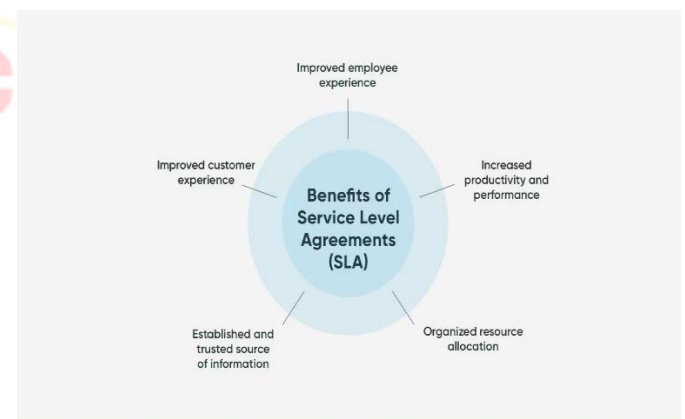 Improved employee
experience
Improved customer
experience
Increased
productivity and
performance
Benefits of
Service Level
Agreements
(SLA)
Established and
trusted source
of information
Organized resource
allocation